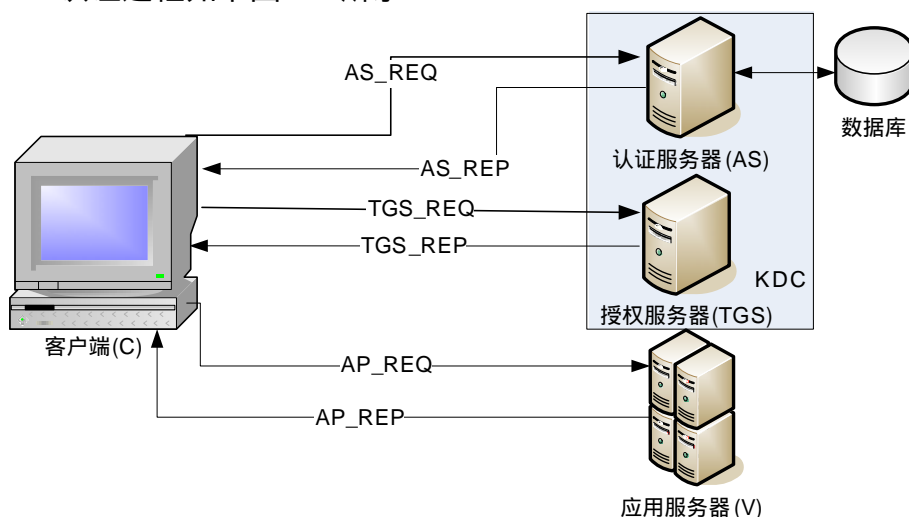 AS_REQ
AS_REP
TGS_REQ
TGS_REP
AP_REQ
AP_REP
数据库
认证服务器(AS)
KDC
授权服务器(TGS)
客户端(C)
应用服务器(V)